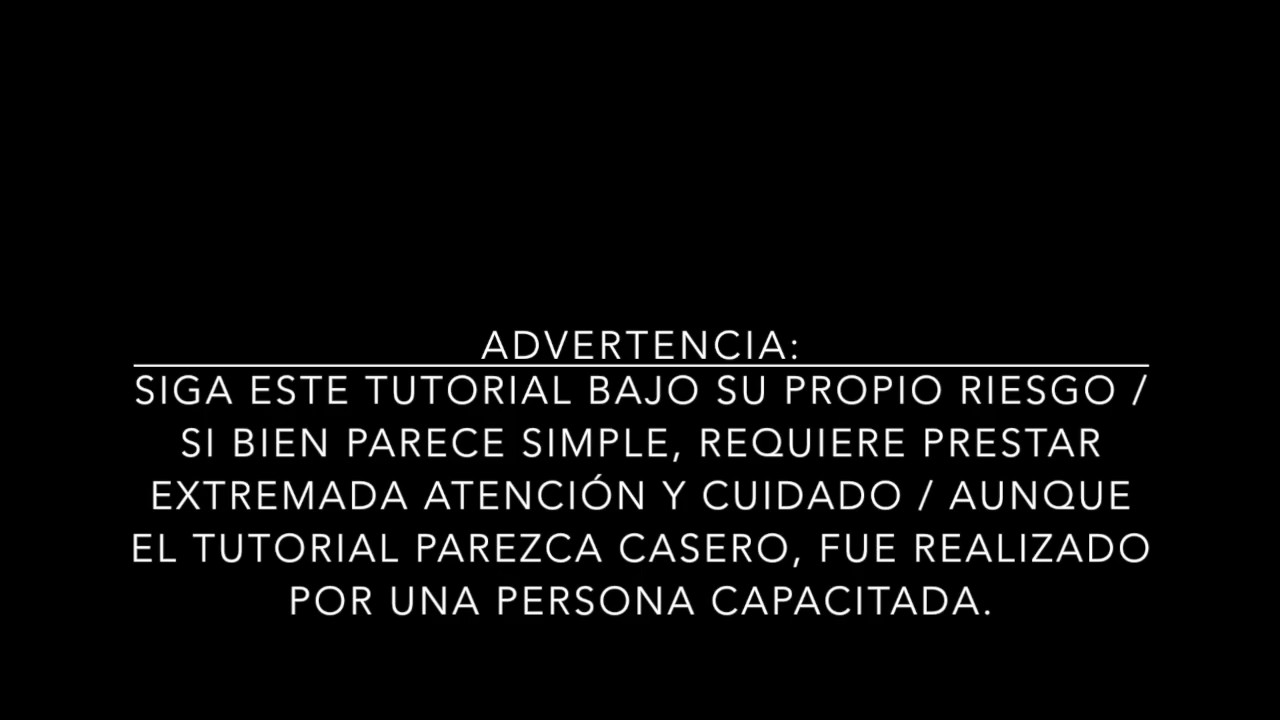 ADVERTENCIA:
SIGA ESTE TUTORIAL BAJO SU PROPIO RIESGO /
SI BIEN PARECE SIMPLE, REQUIERE PRESTAR
EXTREMADA ATENCIÓN Y CUIDADO / AUNQUE
EL TUTORIAL PAREZCA CASERO, FUE REALIZADO
POR UNA PERSONA CAPACITADA.